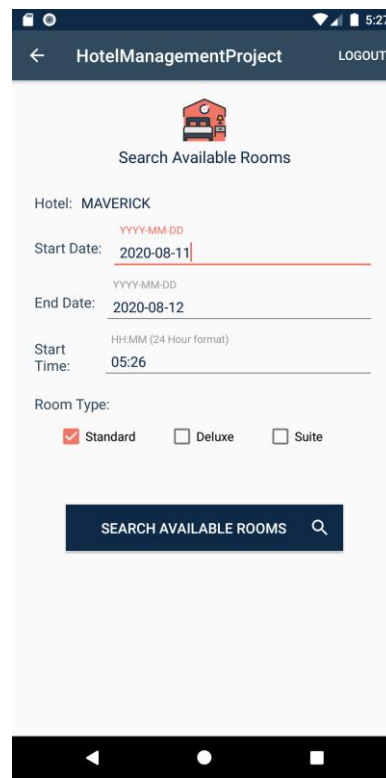 5:27
HotelManagementProject LOGOUT
Search Available Rooms
Hotel: MAVERICK
YYYY-MM-DD
Start Date: 2020-08-11
YYYY-MM-DD
End Date: 2020-08-12
HH:MM (24 Hour format)
Start
Time: 05:26
Room Type:
Standard Deluxe Suite
SEARCH AVAILABLE ROOMS